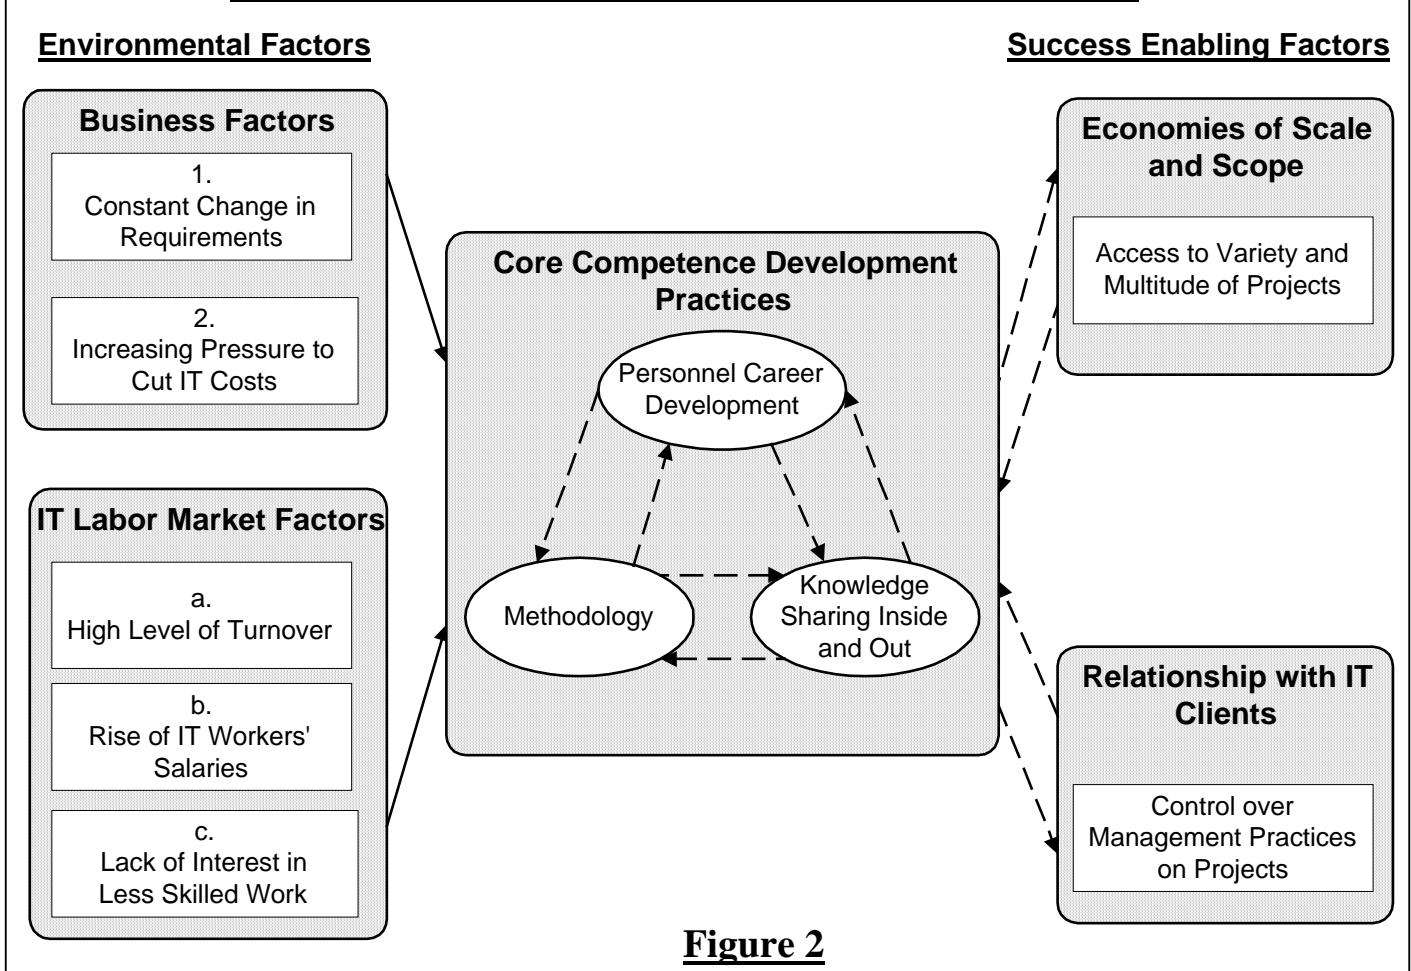 Environmental Factors
Success Enabling Factors
Business Factors
1.
Constant Change in
Requirements
2.
Increasing Pressure to
Cut IT Costs
IT Labor Market Factors
a.
High Level of Turnover
b.
Rise of IT Workers'
Salaries
c.
Lack of Interest in
Less Skilled Work
Core Competence Development
Practices
Personnel Career
Development
Methodology
Knowledge
Sharing Inside
and Out
Economies of Scale
and Scope
Access to Variety and
Multitude of Projects
Relationship with IT
Clients
Control over
Management Practices
on Projects
Figure 2